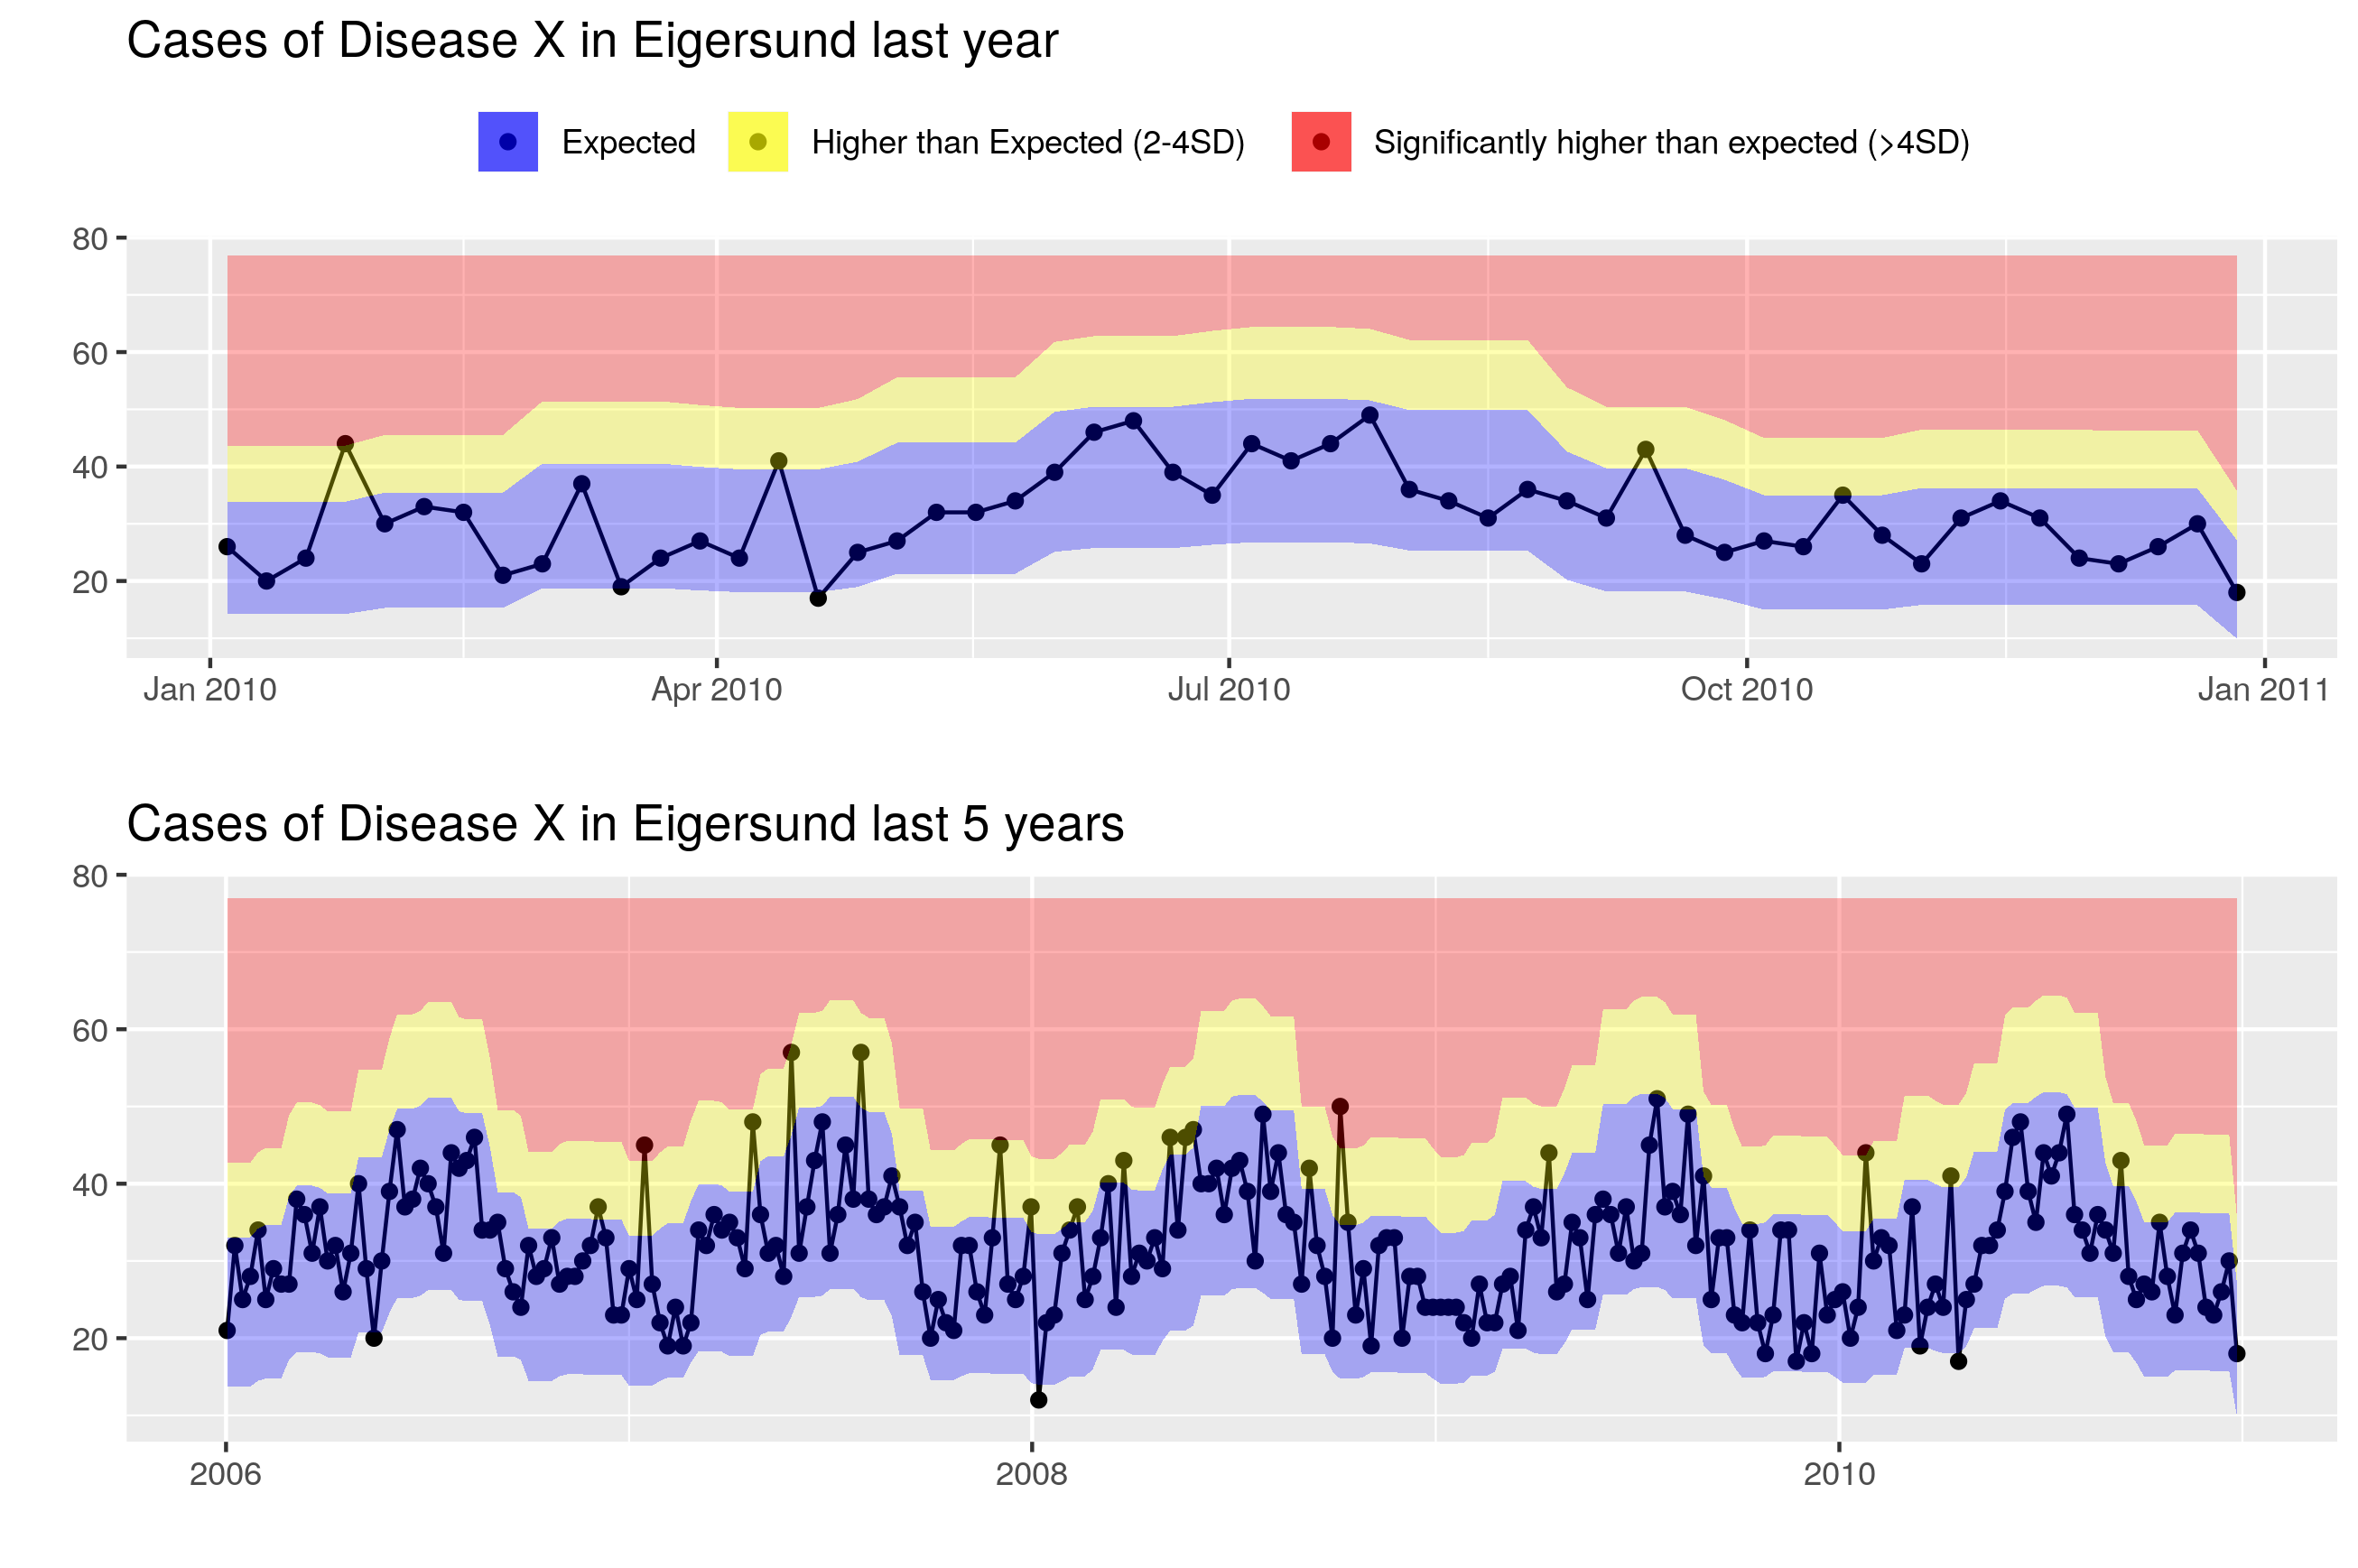 Cases of Disease X in Eigersund last year
Expected Higher than Expected (2-4SD) Significantly higher than expected (>4SD)
80
60
40
20
Jan 2010 Apr 2010 Jul 2010 Oct 2010 Jan 2011
Cases of Disease X in Eigersund last 5 years
80
60
40
20
2006 2008 2010